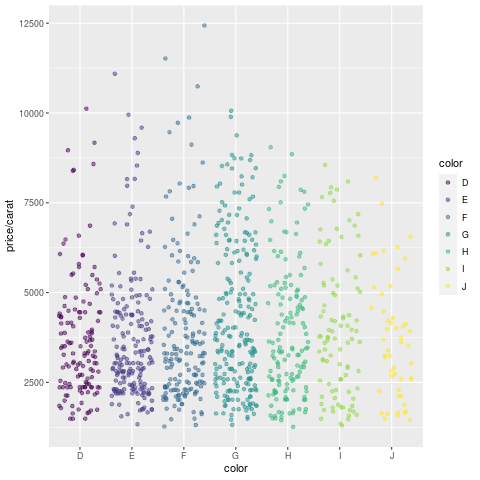 12500
10000
7500
5000
2500
price/carat
D E F G H I J
color
color
D
E
F
G
H
I
J